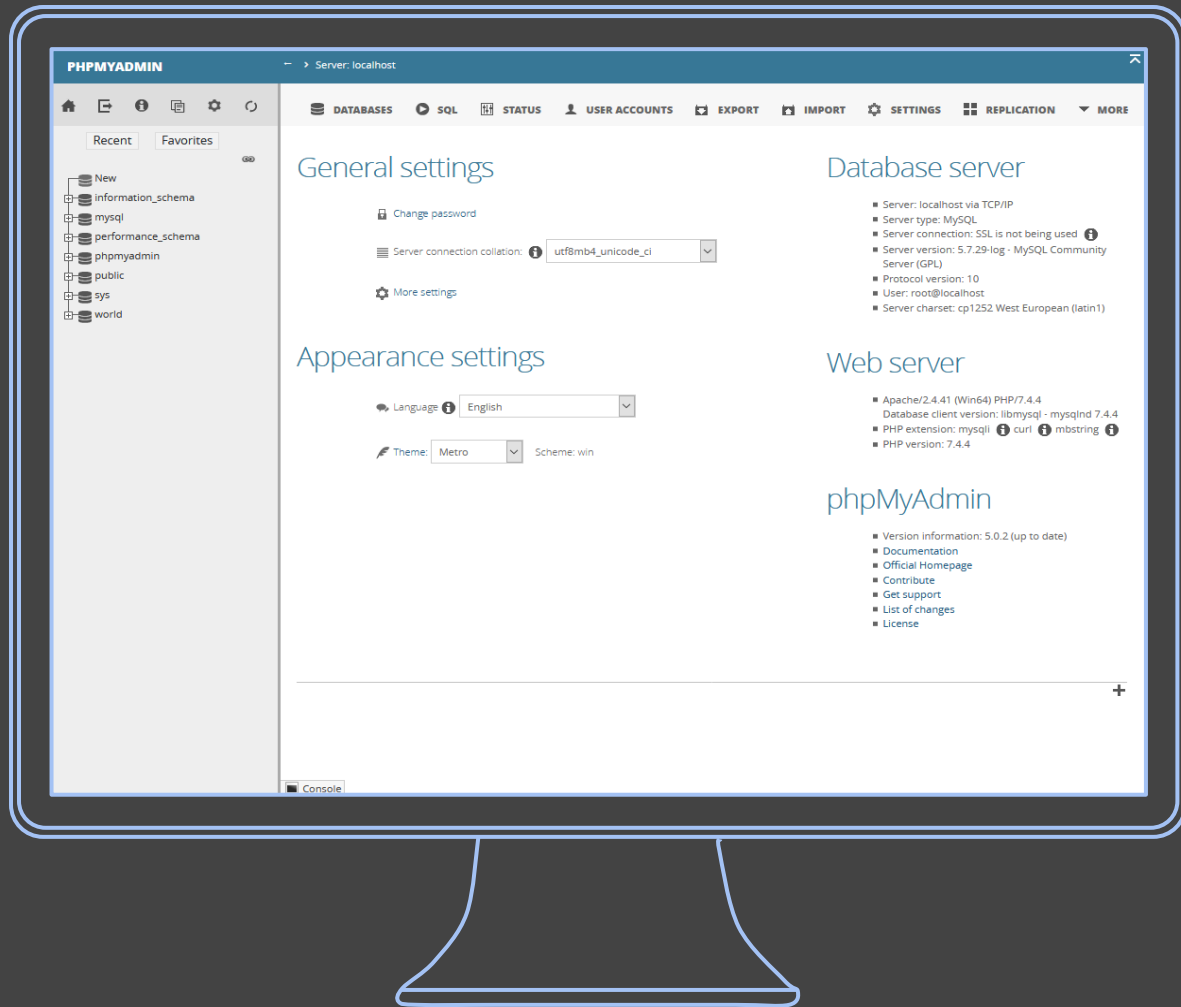 PHPMYADMIN
← › Server: localhost
Recent Favorites
New
information_schema
mysql
performance_schema
phpmyadmin
public
sys
world
DATABASES SQL STATUS USER ACCOUNTS EXPORT IMPORT SETTINGS REPLICATION MORE
General settings
Change password
Server connection collation: utf8mb4_unicode_ci
More settings
Appearance settings
Language English
Theme: Metro Scheme: win
Database server
Server: localhost via TCP/IP
Server type: MySQL
Server connection: SSL is not being used
Server version: 5.7.29-log - MySQL Community
Server (GPL)
Protocol version: 10
User: root@localhost
Server charset: cp1252 West European (latin1)
Web server
Apache/2.4.41 (Win64) PHP/7.4.4
Database client version: libmysql - mysqlnd 7.4.4
PHP extension: mysqli curl mbstring
PHP version: 7.4.4
phpMyAdmin
Version information: 5.0.2 (up to date)
Documentation
Official Homepage
Contribute
Get support
List of changes
License
Console